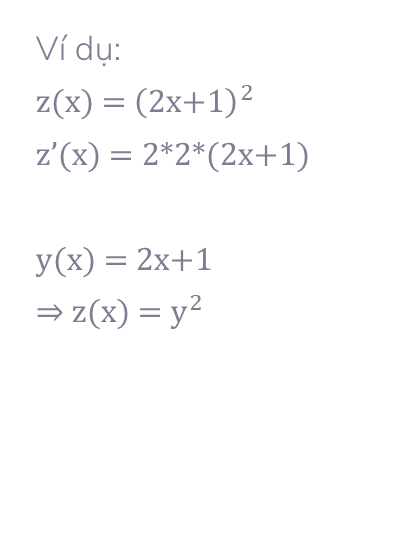 Ví dụ:
z(x) = (2x+1)²
z’(x) = 2*2*(2x+1)
y(x) = 2x+1
⇒ z(x) = y²